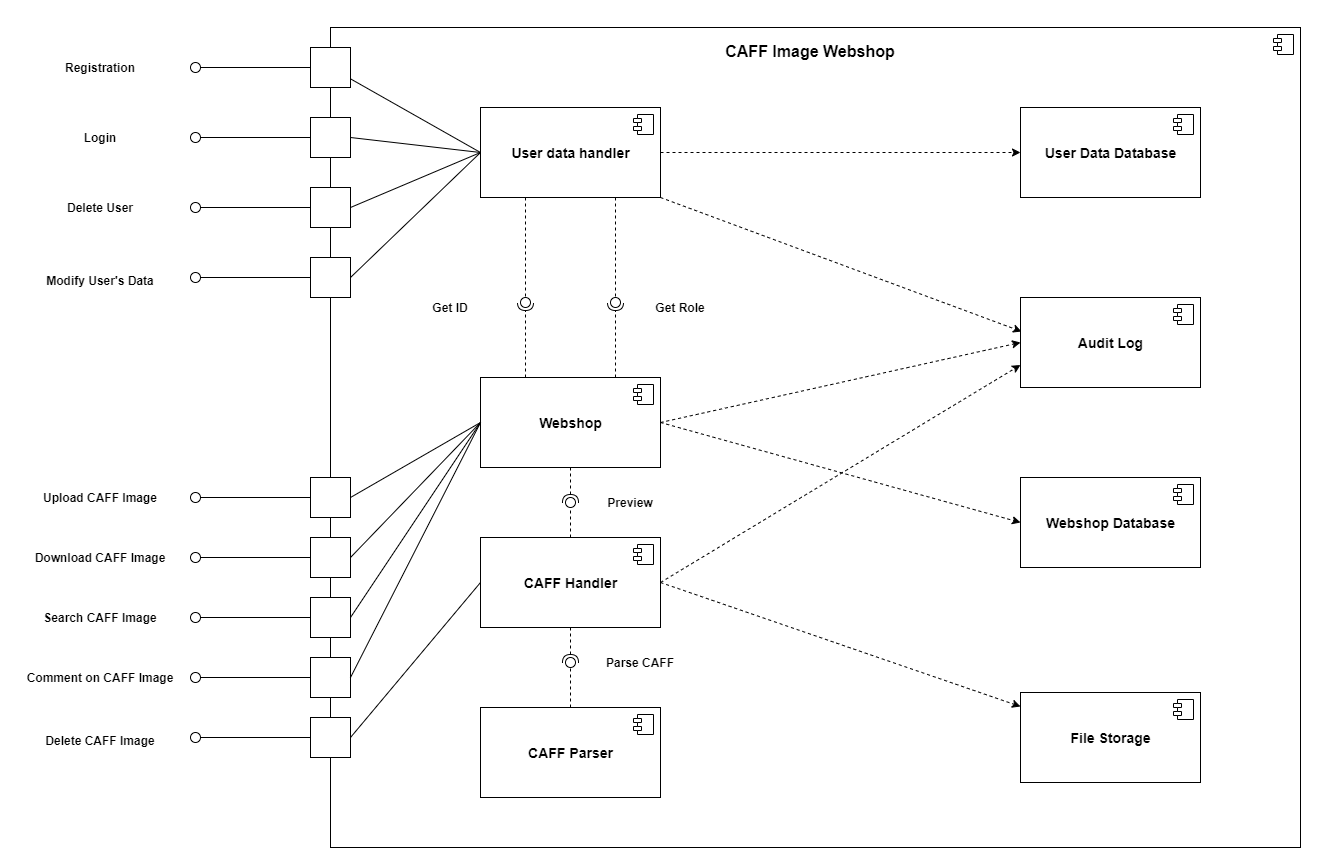 CAFF Image Webshop
Registration
Login
Delete User
Modify User's Data
User data handler
User Data Database
Get ID
Get Role
Audit Log
Webshop
Upload CAFF Image
Download CAFF Image
Search CAFF Image
Comment on CAFF Image
Delete CAFF Image
Preview
Webshop Database
CAFF Handler
Parse CAFF
File Storage
CAFF Parser